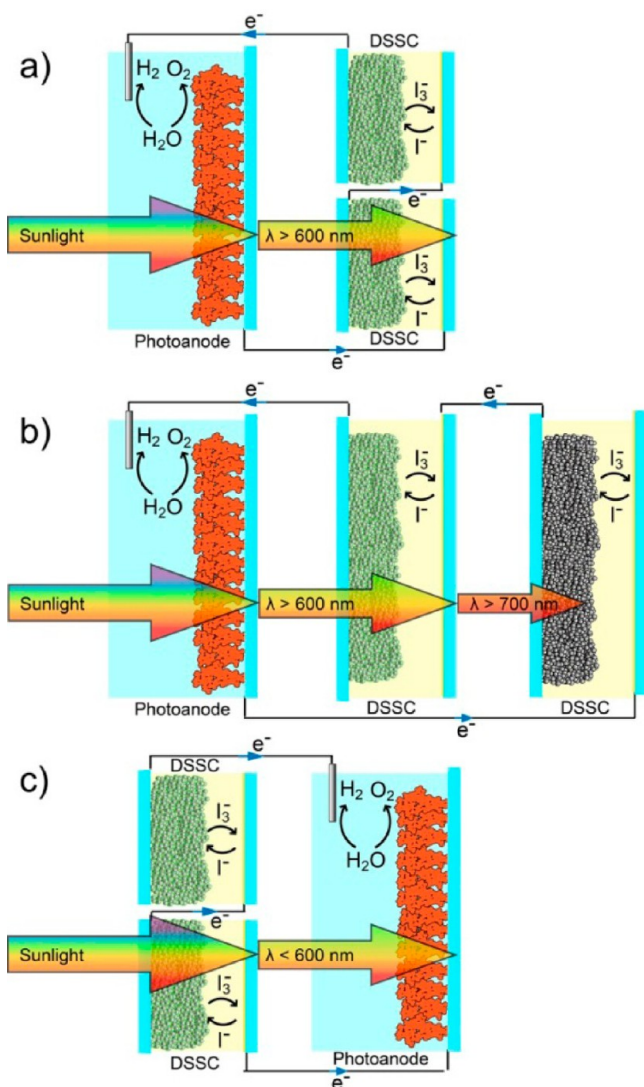 a)
e⁻
DSSC
H₂ O₂
H₂O
I₃⁻
I⁻
e⁻
Sunlight
λ > 600 nm
I₃⁻
I⁻
Photoanode
DSSC
e⁻
b)
e⁻
e⁻
H₂ O₂
H₂O
I₃⁻
I⁻
I₃⁻
I⁻
Sunlight
λ > 600 nm
λ > 700 nm
Photoanode
DSSC
DSSC
e⁻
c)
DSSC
e⁻
I₃⁻
I⁻
H₂ O₂
H₂O
e⁻
Sunlight
λ < 600 nm
I₃⁻
I⁻
DSSC
Photoanode
e⁻